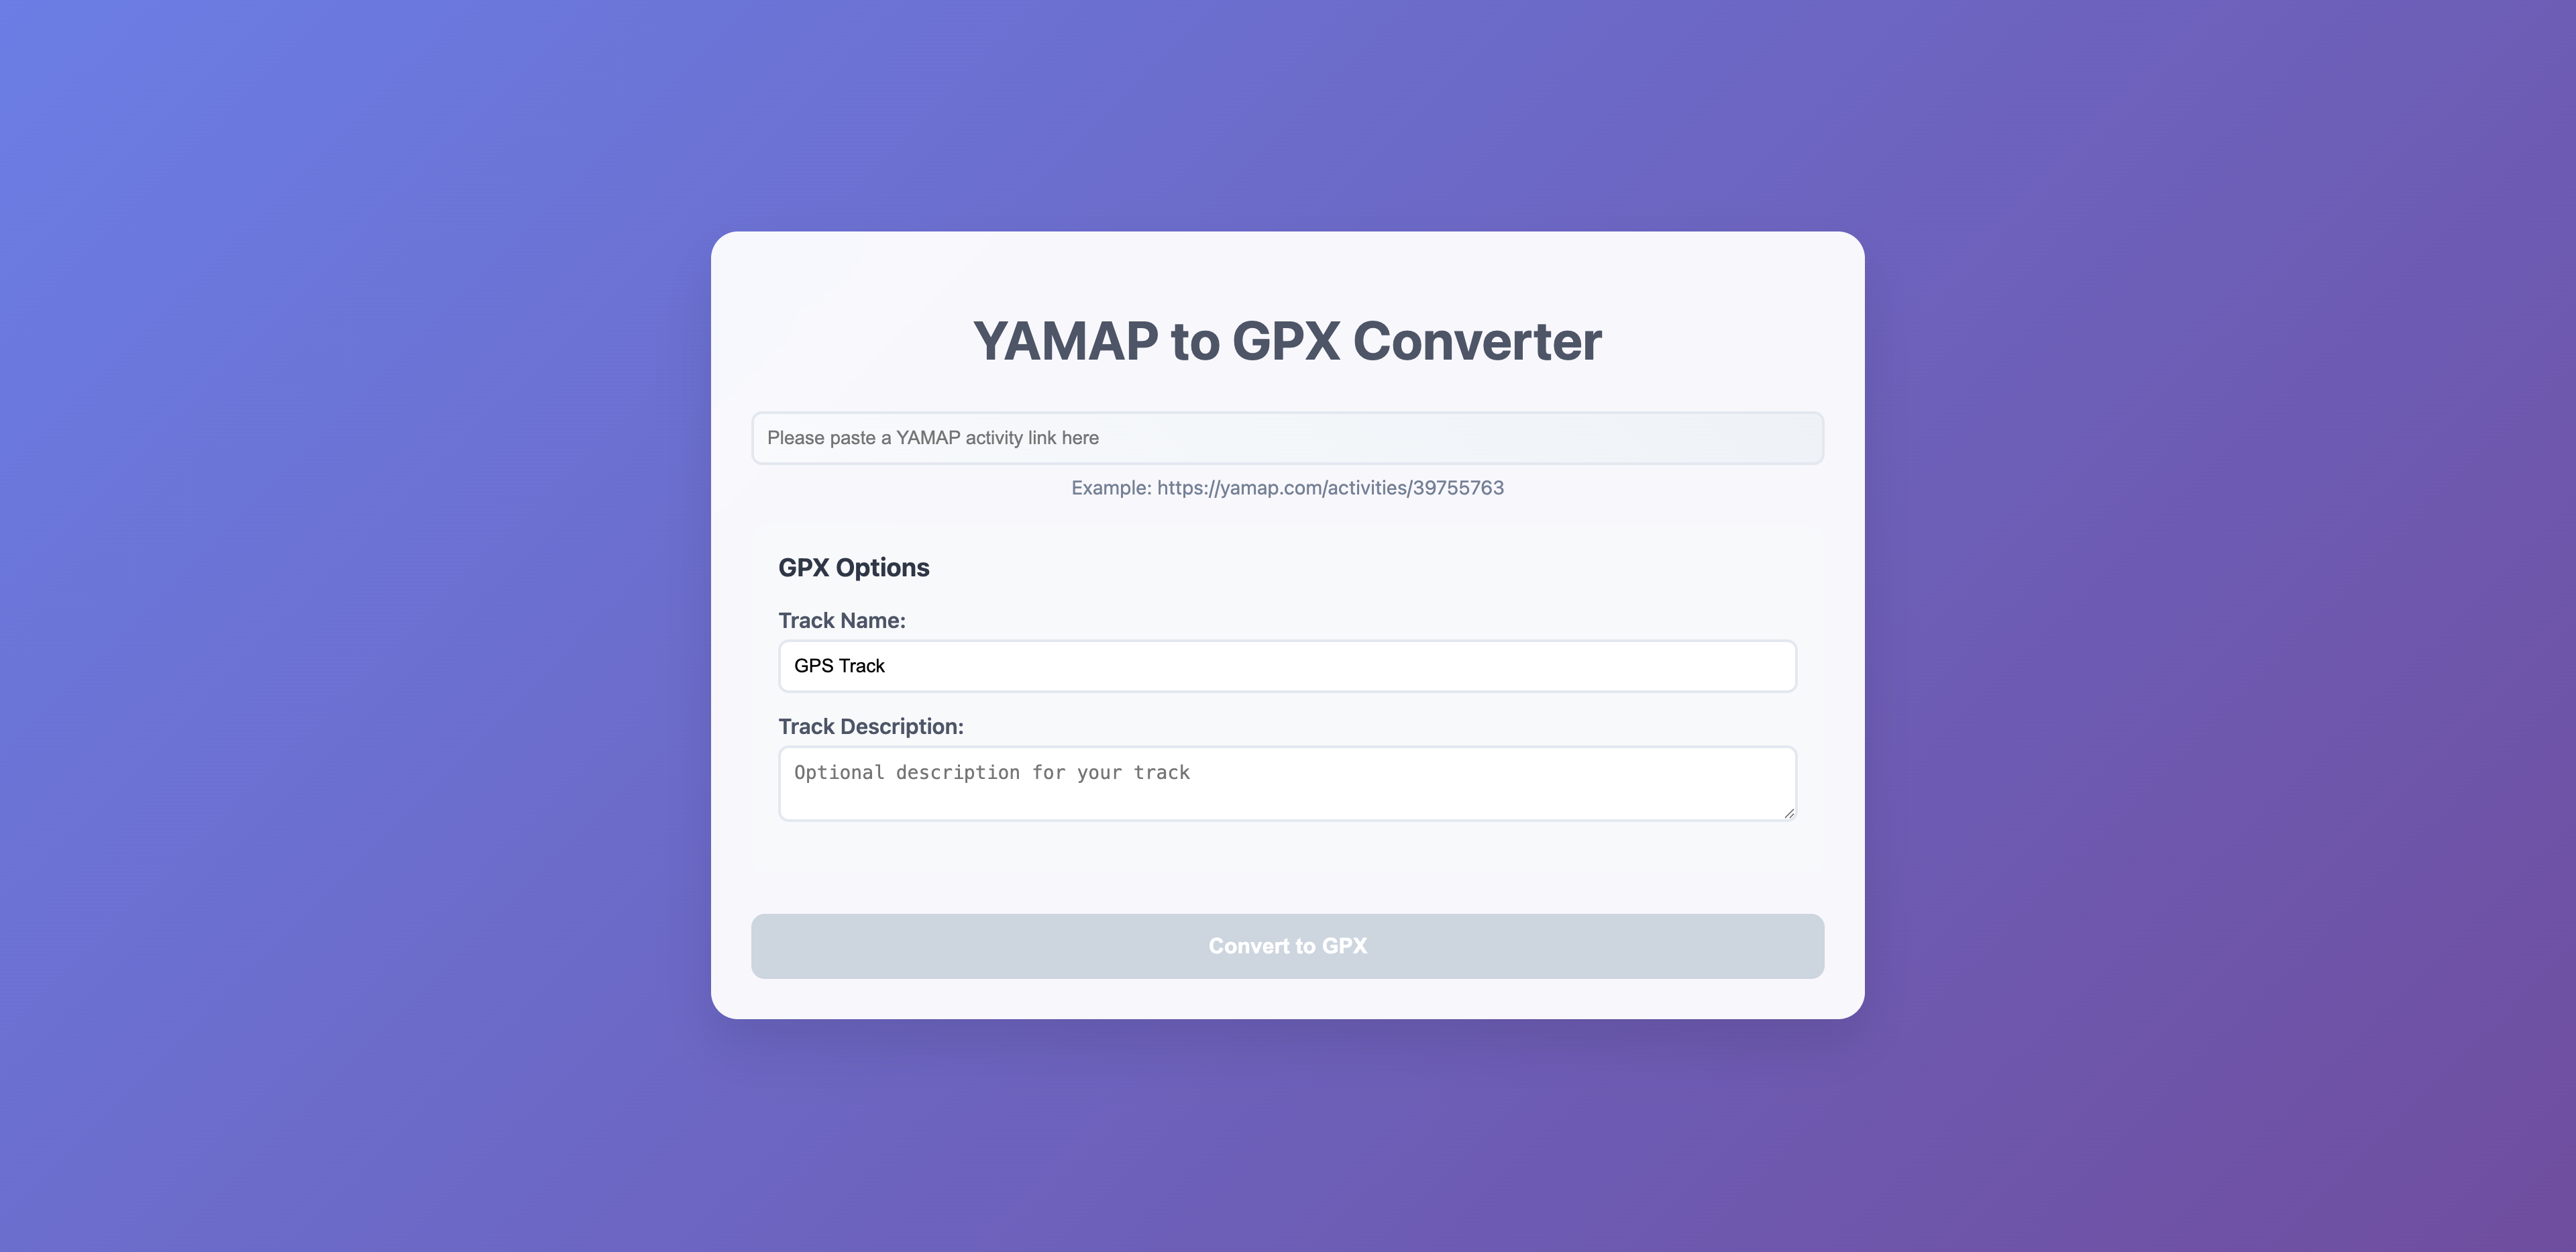 YAMAP to GPX Converter
Please paste a YAMAP activity link here
Example: https://yamap.com/activities/39755763
GPX Options
Track Name:
GPS Track
Track Description:
Optional description for your track
Convert to GPX